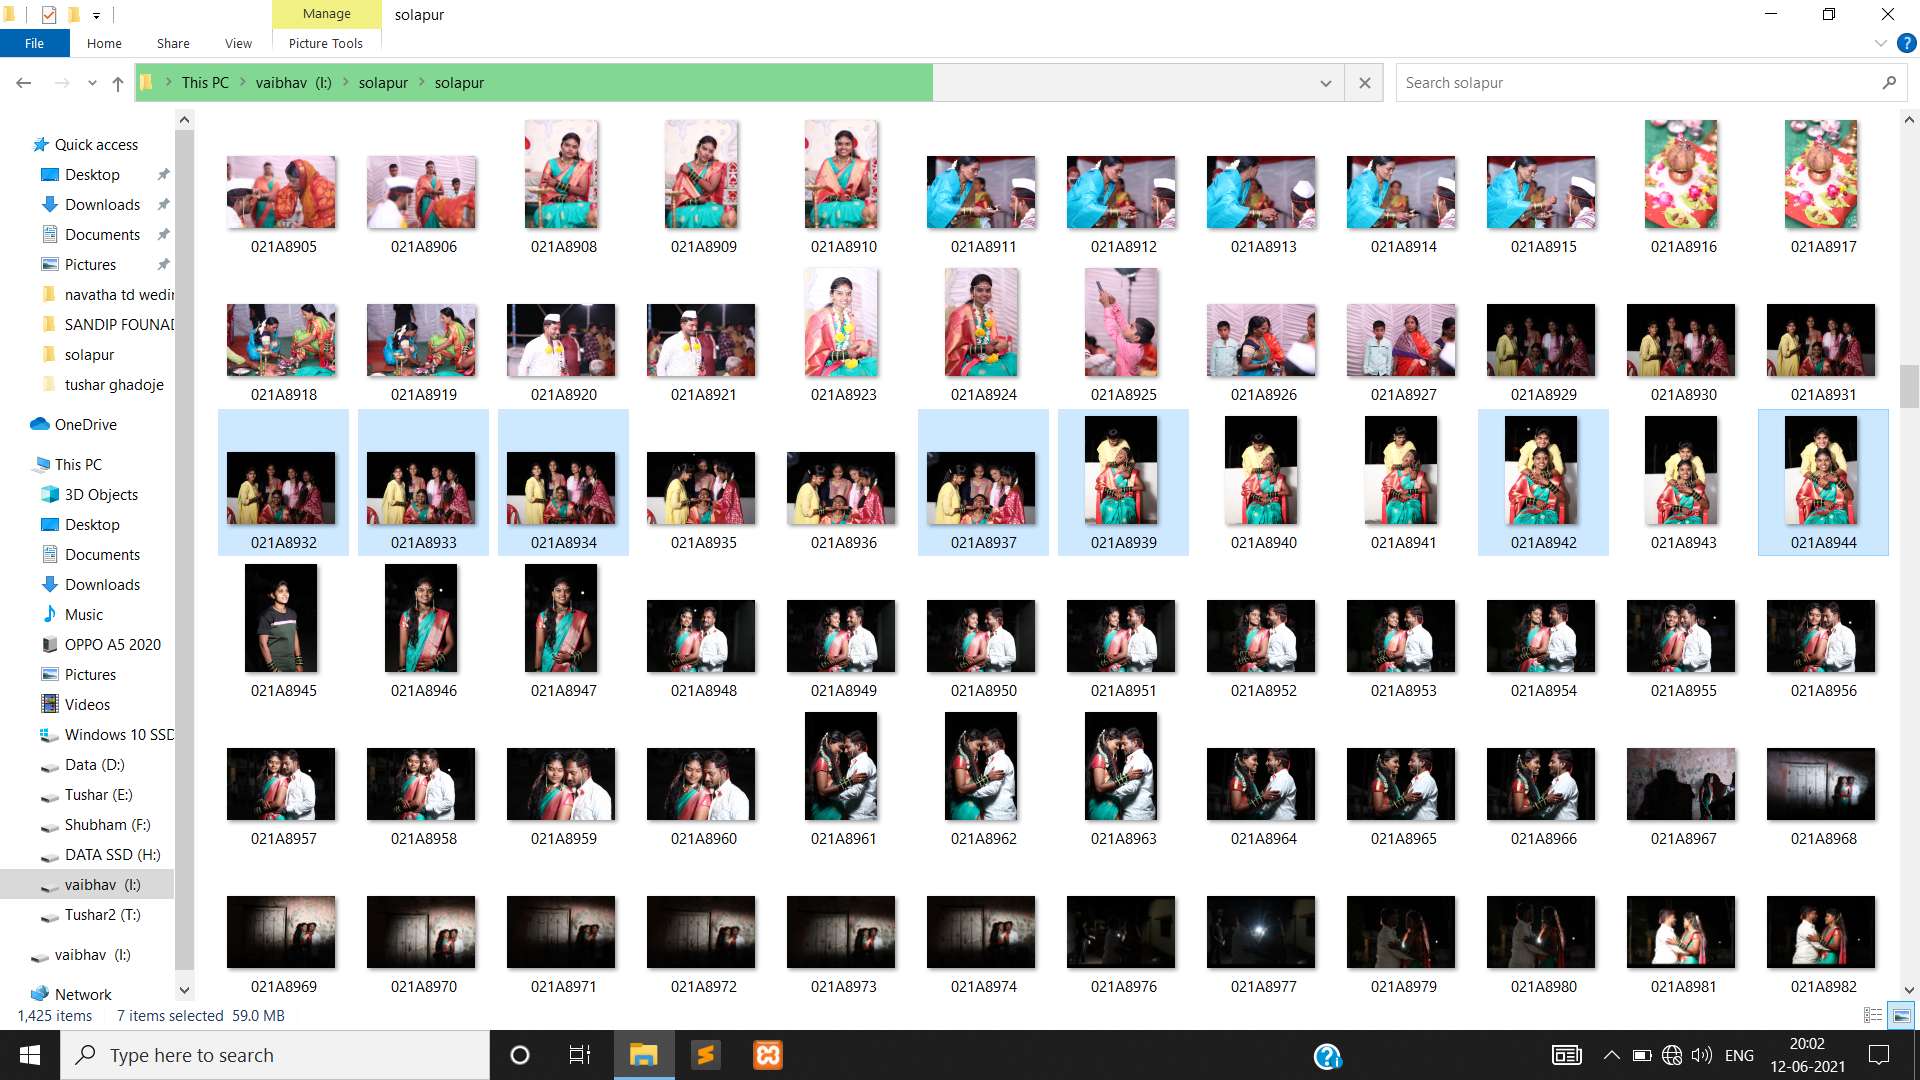 Manage
solapur
File
Home
Share
View
Picture Tools
This PC
vaibhav (I:)
solapur
solapur
Search solapur
Quick access
Desktop
Downloads
Documents
Pictures
navatha td wedin
SANDIP FOUNAD
solapur
tushar ghadoje
OneDrive
This PC
3D Objects
Desktop
Documents
Downloads
Music
OPPO A5 2020
Pictures
Videos
Windows 10 SSD
Data (D:)
Tushar (E:)
Shubham (F:)
DATA SSD (H:)
vaibhav (I:)
Tushar2 (T:)
vaibhav (I:)
Network
021A8905 021A8906 021A8908 021A8909 021A8910 021A8911 021A8912 021A8913 021A8914 021A8915 021A8916 021A8917
021A8918 021A8919 021A8920 021A8921 021A8923 021A8924 021A8925 021A8926 021A8927 021A8929 021A8930 021A8931
021A8932 021A8933 021A8934 021A8935 021A8936 021A8937 021A8939 021A8940 021A8941 021A8942 021A8943 021A8944
021A8945 021A8946 021A8947 021A8948 021A8949 021A8950 021A8951 021A8952 021A8953 021A8954 021A8955 021A8956
021A8957 021A8958 021A8959 021A8960 021A8961 021A8962 021A8963 021A8964 021A8965 021A8966 021A8967 021A8968
021A8969 021A8970 021A8971 021A8972 021A8973 021A8974 021A8976 021A8977 021A8979 021A8980 021A8981 021A8982
1,425 items 7 items selected 59.0 MB
Type here to search
ENG
20:02
12-06-2021